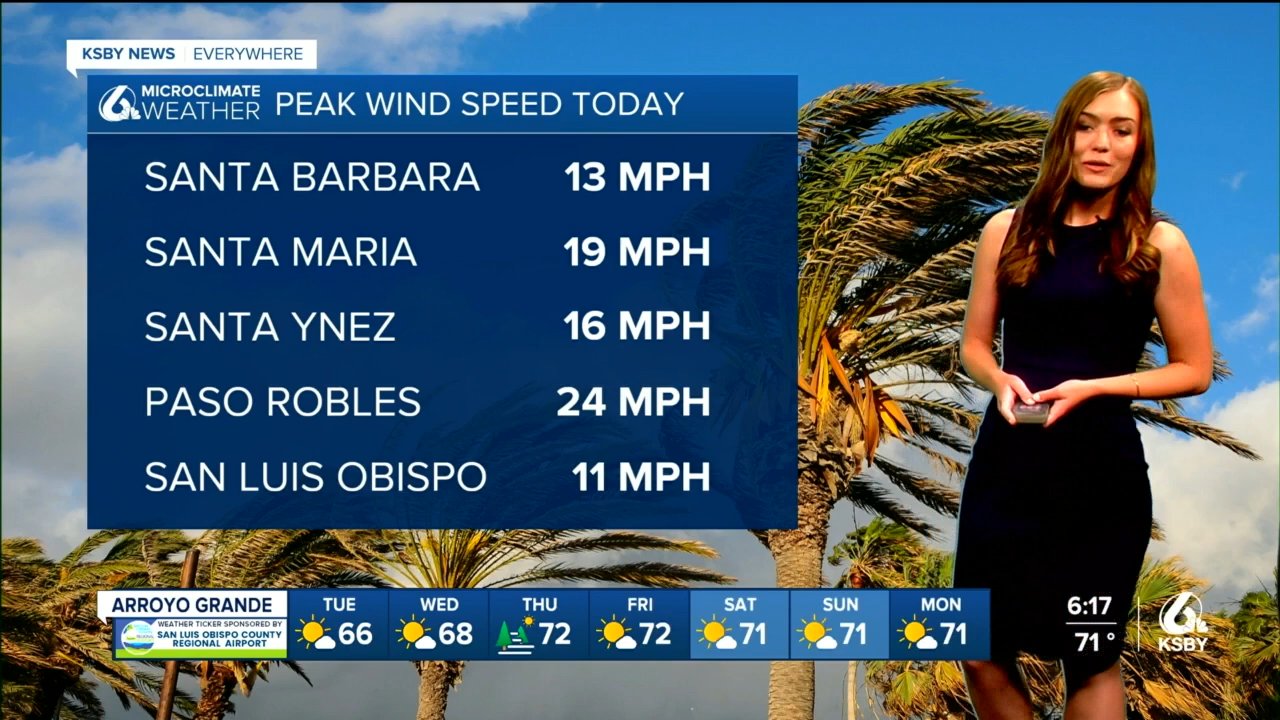 KSBY NEWS | EVERYWHERE
6 MICROCLIMATE
WEATHER
PEAK WIND SPEED TODAY
SANTA BARBARA 13 MPH
SANTA MARIA 19 MPH
SANTA YNEZ 16 MPH
PASO ROBLES 24 MPH
SAN LUIS OBISPO 11 MPH
ARROYO GRANDE
WEATHER TICKER SPONSORED BY
SAN LUIS OBISPO COUNTY
REGIONAL AIRPORT
TUE WED THU FRI SAT SUN MON
66 68 72 72 71 71 71
6:17
71°
6
KSBY